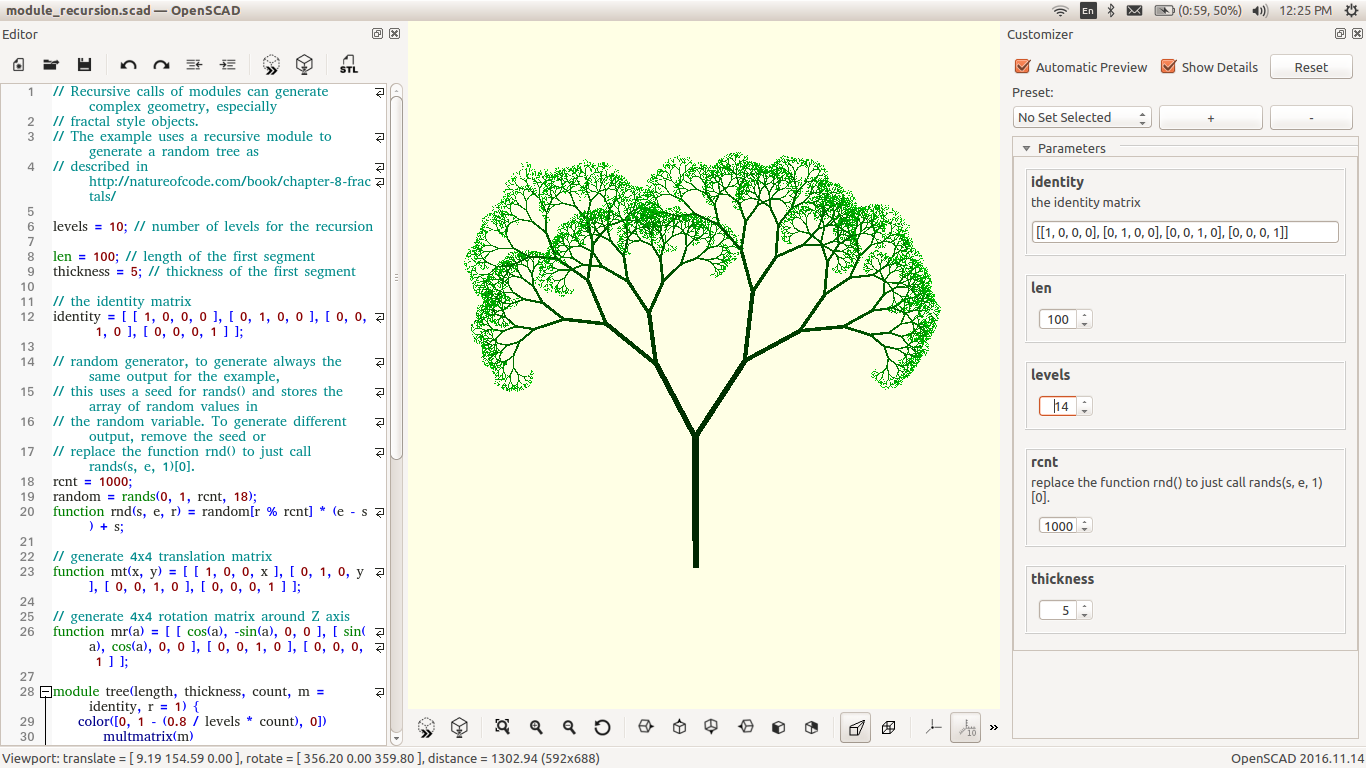 module_recursion.scad — OpenSCAD
En
(0:59, 50%)
12:25 PM
Editor
STL
1 // Recursive calls of modules can generate
complex geometry, especially
2 // fractal style objects.
3 // The example uses a recursive module to
generate a random tree as
4 // described in
http://natureofcode.com/book/chapter-8-frac
tals/
5
6 levels = 10; // number of levels for the recursion
7
8 len = 100; // length of the first segment
9 thickness = 5; // thickness of the first segment
10
11 // the identity matrix
12 identity = [ [ 1, 0, 0, 0 ], [ 0, 1, 0, 0 ], [ 0, 0,
1, 0 ], [ 0, 0, 0, 1 ] ];
13
14 // random generator, to generate always the
same output for the example,
15 // this uses a seed for rands() and stores the
array of random values in
16 // the random variable. To generate different
output, remove the seed or
17 // replace the function rnd() to just call
rands(s, e, 1)[0].
18 rcnt = 1000;
19 random = rands(0, 1, rcnt, 18);
20 function rnd(s, e, r) = random[r % rcnt] * (e - s
) + s;
21
22 // generate 4x4 translation matrix
23 function mt(x, y) = [ [ 1, 0, 0, x ], [ 0, 1, 0, y
], [ 0, 0, 1, 0 ], [ 0, 0, 0, 1 ] ];
24
25 // generate 4x4 rotation matrix around Z axis
26 function mr(a) = [ [ cos(a), -sin(a), 0, 0 ], [ sin(
a), cos(a), 0, 0 ], [ 0, 0, 1, 0 ], [ 0, 0, 0,
1 ] ];
27
28 module tree(length, thickness, count, m =
identity, r = 1) {
29 color([0, 1 - (0.8 / levels * count), 0])
30 multmatrix(m)
10
Customizer
Automatic Preview
Show Details
Reset
Preset:
No Set Selected
+
-
Parameters
identity
the identity matrix
[[1, 0, 0, 0], [0, 1, 0, 0], [0, 0, 1, 0], [0, 0, 0, 1]]
len
100
levels
14
rcnt
replace the function rnd() to just call rands(s, e, 1)
[0].
1000
thickness
5
Viewport: translate = [ 9.19 154.59 0.00 ], rotate = [ 356.20 0.00 359.80 ], distance = 1302.94 (592x688)
OpenSCAD 2016.11.14